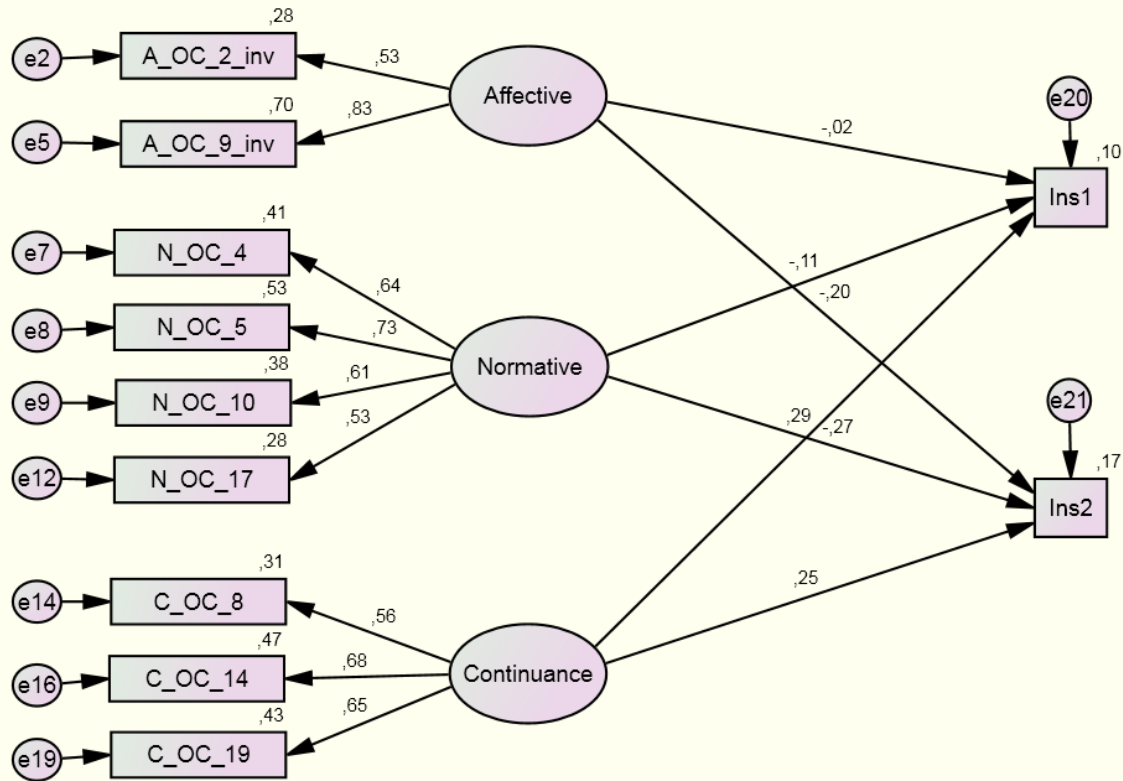 ,28
e2
A_OC_2_inv
,53
Affective
,70
e5
A_OC_9_inv
,83
e20
-,02
,10
Ins1
,41
e7
N_OC_4
,64
-,11
-,20
,53
e8
N_OC_5
,73
Normative
,38
e9
N_OC_10
,61
,28
e12
N_OC_17
,53
,29
-,27
e21
,17
Ins2
,31
e14
C_OC_8
,56
,25
,47
e16
C_OC_14
,68
Continuance
,43
e19
C_OC_19
,65